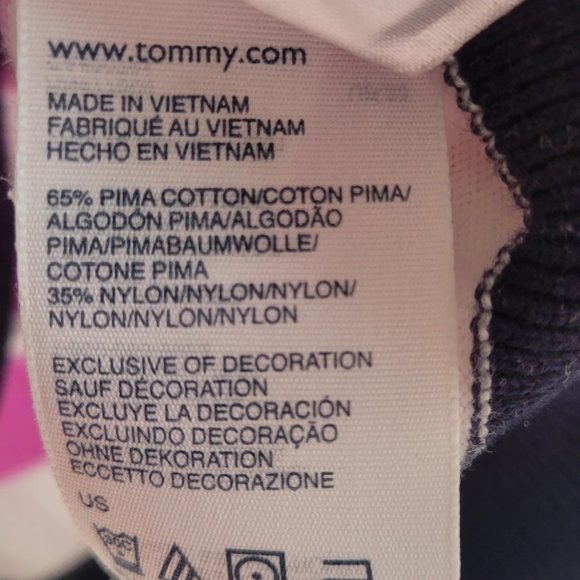 www.tommy.com
MADE IN VIETNAM
FABRIQUÉ AU VIETNAM
HECHO EN VIETNAM
65% PIMA COTTON/COTON PIMA/
ALGODÓN PIMA/ALGODÃO
PIMA/PIMABAUMWOLLE/
COTONE PIMA
35% NYLON/NYLON/NYLON/
NYLON/NYLON/NYLON
EXCLUSIVE OF DECORATION
SAUF DÉCORATION
EXCLUYE LA DECORACIÓN
EXCLUINDO DECORAÇÃO
OHNE DEKORATION
ECCETTO DECORAZIONE
US